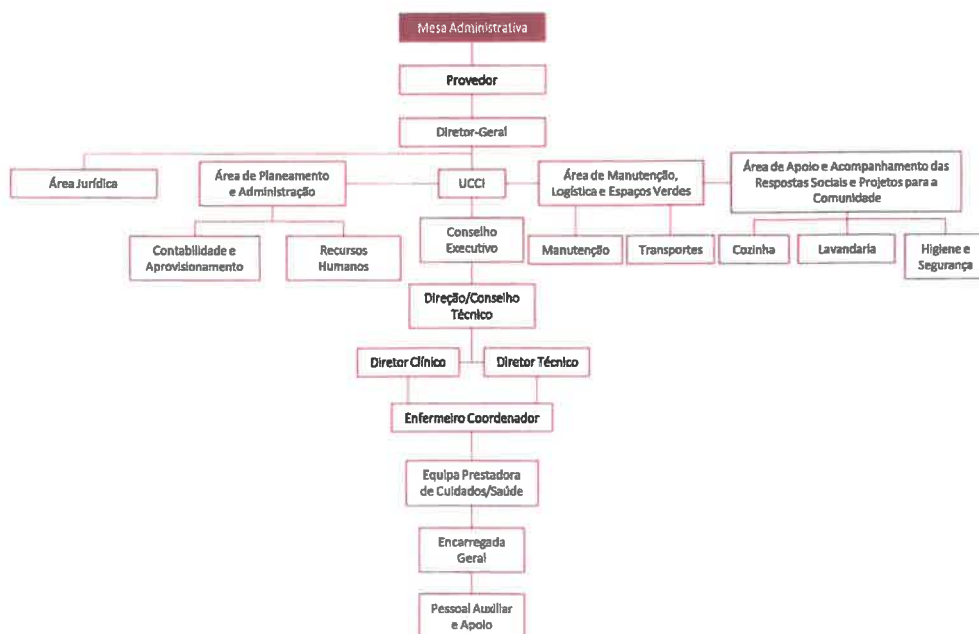 Mesa Administrativa
Provedor
Diretor-Geral
Área Jurídica
Área de Planeamento
e Administração
UCCI
Área de Manutenção,
Logística e Espaços Verdes
Área de Apoio e Acompanhamento das
Respostas Sociais e Projetos para a
Comunidade
Contabilidade e
Aprovisionamento
Recursos
Humanos
Conselho
Executivo
Manutenção
Transportes
Cozinha
Lavandaria
Higiene e
Segurança
Direção/Conselho
Técnico
Diretor Clínico
Diretor Técnico
Enfermeiro Coordenador
Equipa Prestadora
de Cuidados/Saúde
Encarregada
Geral
Pessoal Auxiliar
e Apoio